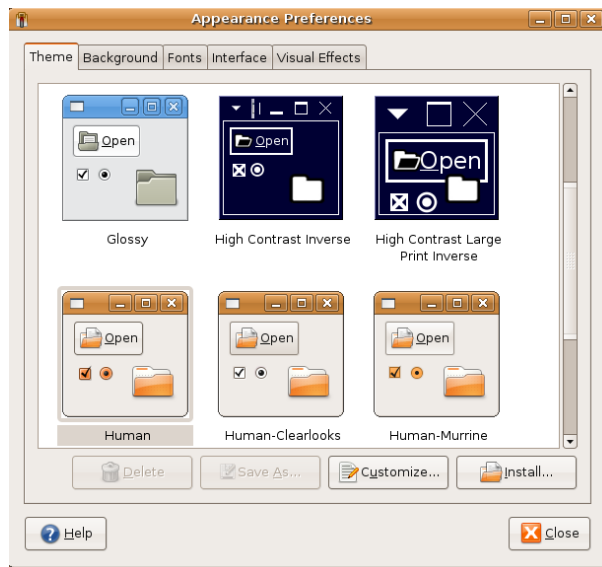 Appearance Preferences
Theme Background Fonts Interface Visual Effects
Open Open Open
Glossy High Contrast Inverse High Contrast Large
Print Inverse
Open Open Open
Human Human-Clearlooks Human-Murrine
Delete Save As... Customize... Install...
Help Close